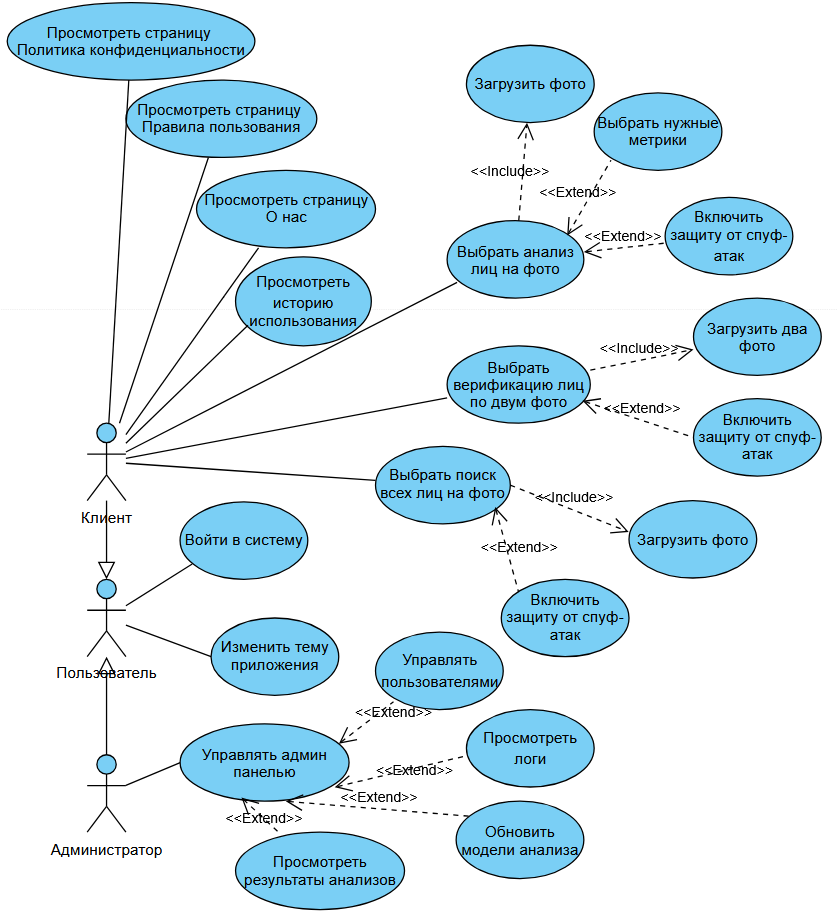 Просмотреть страницу
Политика конфиденциальности
Просмотреть страницу
Правила пользования
Просмотреть страницу
О нас
Просмотреть
историю
использования
Загрузить фото
Выбрать нужные
метрики
<<Include>>
<<Extend>>
<<Extend>>
Включить
защиту от спуф-
атак
Выбрать анализ
лиц на фото
Загрузить два
фото
<<Include>>
Выбрать
верификацию лиц
по двум фото
<<Extend>>
Включить
защиту от спуф-
атак
Выбрать поиск
всех лиц на фото
<<Include>>
Загрузить фото
<<Extend>>
Включить
защиту от спуф-
атак
Клиент
Войти в систему
Изменить тему
приложения
Пользователь
Управлять
пользователями
<<Extend>>
Управлять админ
панелью
Просмотреть
логи
<<Extend>>
<<Extend>>
Обновить
модели анализа
<<Extend>>
Просмотреть
результаты анализов
Администратор